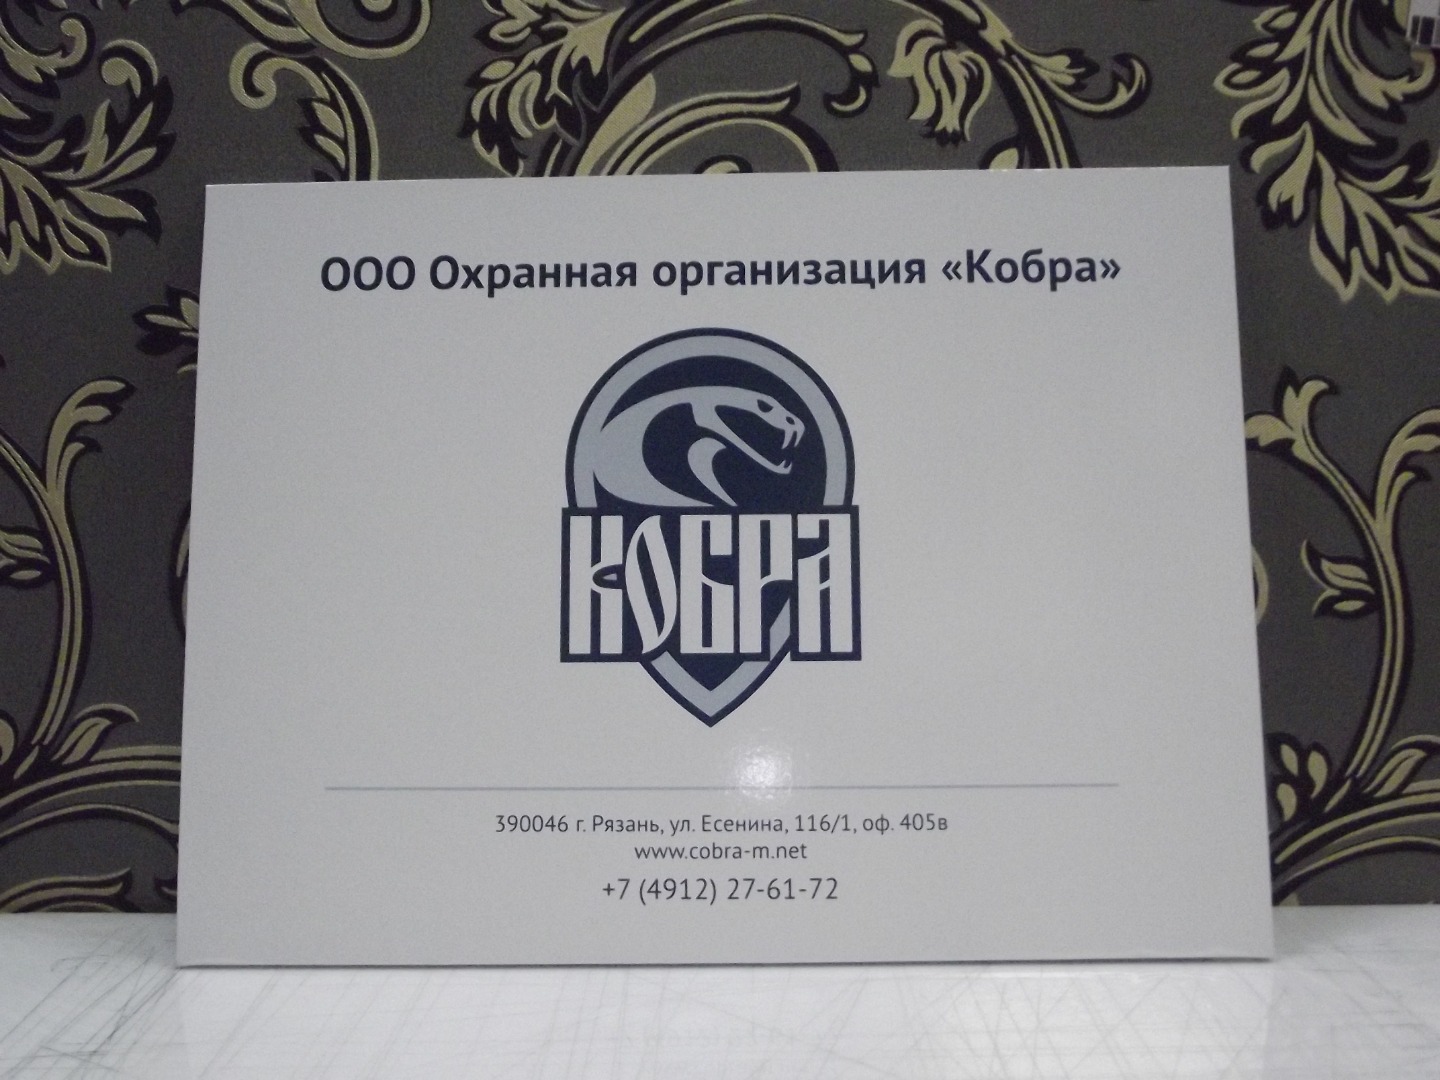 ООО Охранная организация «Кобра»
КОБРА
390046 г. Рязань, ул. Есенина, 116/1, оф. 405в
www.cobra-m.net
+7 (4912) 27-61-72